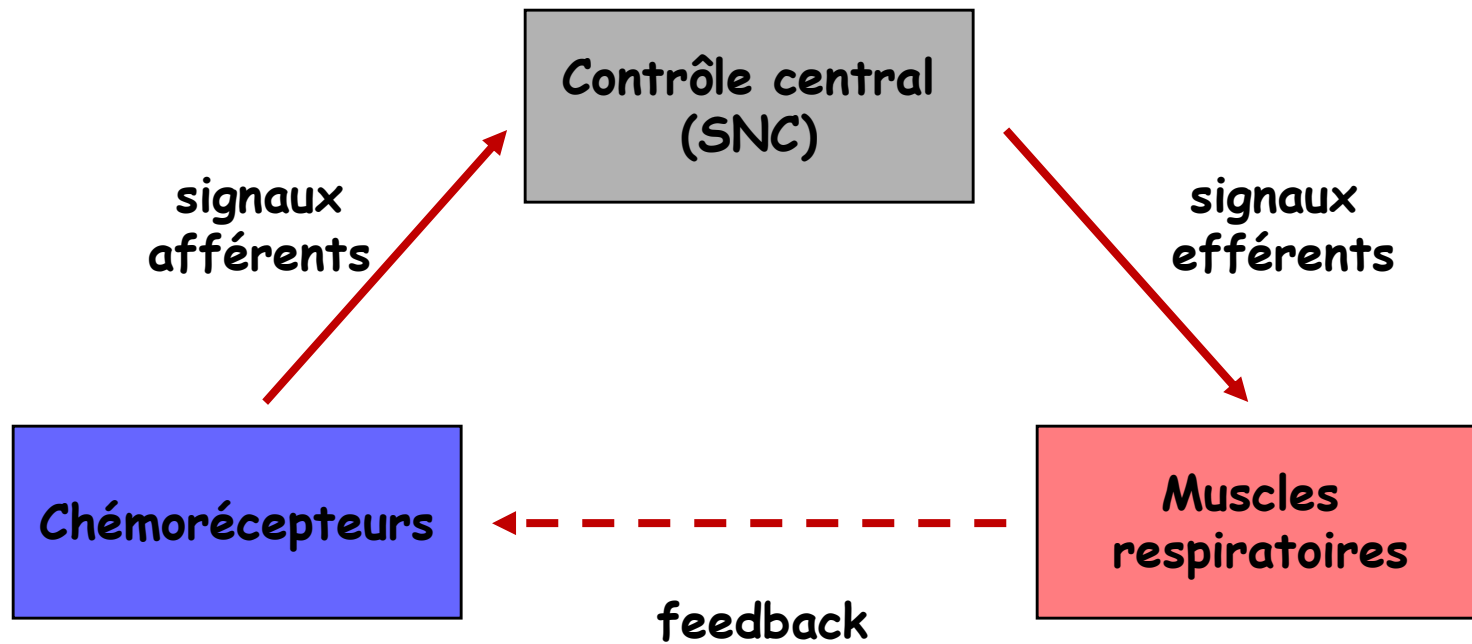 Contrôle central
(SNC)
signaux
afférents
signaux
efférents
Chémorécepteurs
Muscles
respiratoires
feedback